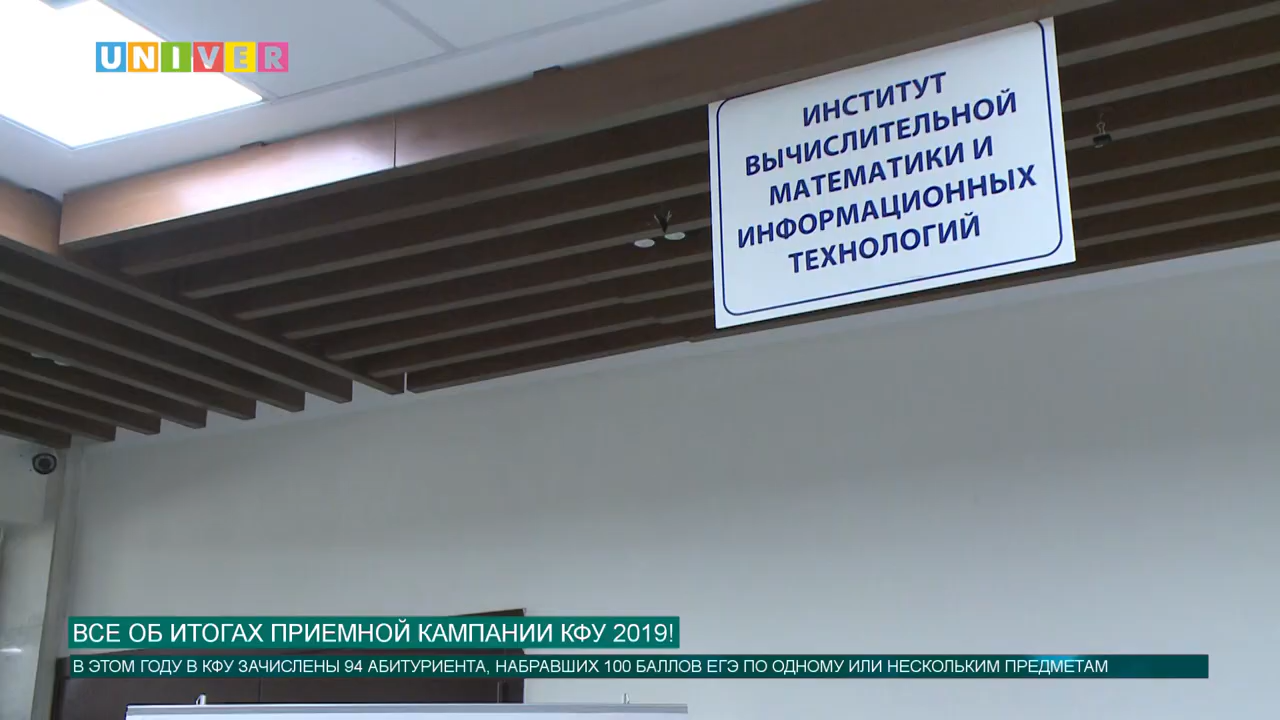 UNIVER
ИНСТИТУТ
ВЫЧИСЛИТЕЛЬНОЙ
МАТЕМАТИКИ И
ИНФОРМАЦИОННЫХ
ТЕХНОЛОГИЙ
ВСЕ ОБ ИТОГАХ ПРИЕМНОЙ КАМПАНИИ КФУ 2019!
В ЭТОМ ГОДУ В КФУ ЗАЧИСЛЕНЫ 94 АБИТУРИЕНТА, НАБРАВШИХ 100 БАЛЛОВ ЕГЭ ПО ОДНОМУ ИЛИ НЕСКОЛЬКИМ ПРЕДМЕТАМ